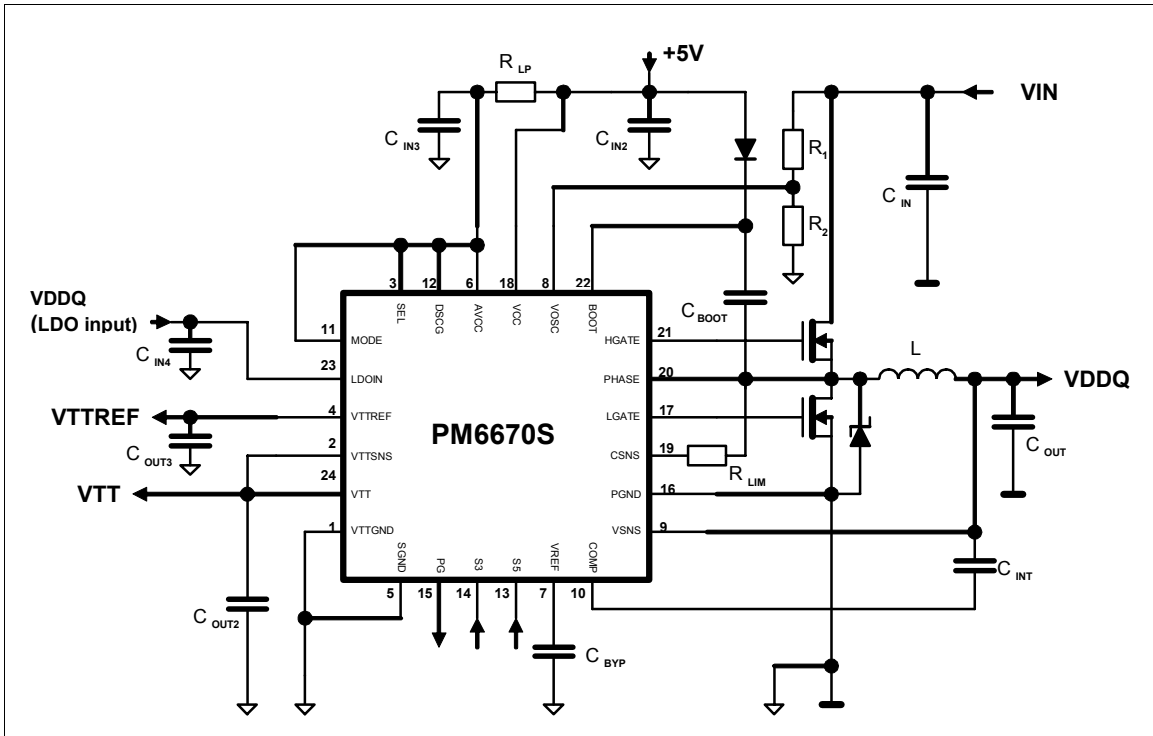 +5V
R LP
VIN
C IN3
C IN2
R1
C IN
R2
3 12 6 18 8 22
VDDQ
(LDO input)
SEL DSCG AVCC VCC VOSC BOOT
C BOOT
11 MODE
HGATE 21
L
C IN4
23 LDOIN
PHASE 20
VDDQ
VTTREF
4 VTTREF
LGATE 17
PM6670S
C OUT3
2 VTTSNS
CSNS 19
R LIM
C OUT
VTT
24 VTT
PGND 16
1 VTTGND
VSNS 9
SGND PG S3 S5 VREF COMP
C INT
5 15 14 13 7 10
C OUT2
C BYP